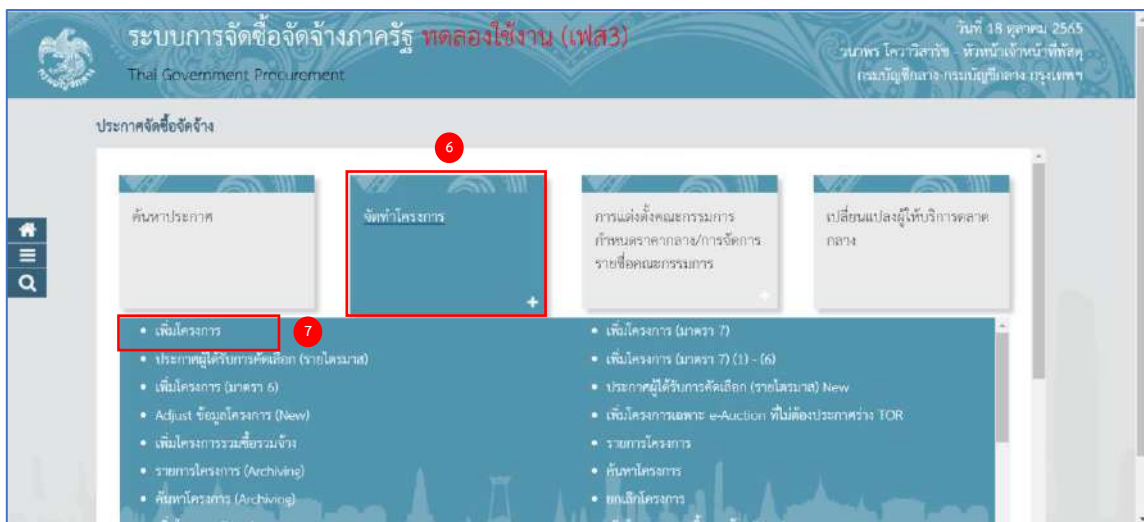 ระบบการจัดซื้อจัดจ้างภาครัฐ ทดลองใช้งาน (เฟส3)
Thai Government Procurement
วันที่ 18 ตุลาคม 2565
หัวหน้าเจ้าหน้าที่พัสดุ
กรมบัญชีกลาง กรมบัญชีกลาง กรุงเทพฯ
ประกาศจัดซื้อจัดจ้าง
6
ค้นหาประกาศ
จัดทำโครงการ
+
การแต่งตั้งคณะกรรมการ
กำหนดราคากลาง/การจัดการ
รายชื่อคณะกรรมการ
+
เปลี่ยนแปลงผู้ให้บริการตลาด
กลาง
• เพิ่มโครงการ
7
• ประกาศผู้ได้รับการคัดเลือก (รายไตรมาส)
• เพิ่มโครงการ (มาตรา 6)
• Adjust ข้อมูลโครงการ (New)
• เพิ่มโครงการรวมซื้อรวมจ้าง
• รายการโครงการ (Archiving)
• ค้นหาโครงการ (Archiving)
• เพิ่มโครงการ (มาตรา 7)
• เพิ่มโครงการ (มาตรา 7) (1) - (6)
• ประกาศผู้ได้รับการคัดเลือก (รายไตรมาส) New
• เพิ่มโครงการเฉพาะ e-Auction ที่ไม่ต้องประกาศร่าง TOR
• รายการโครงการ
• ค้นหาโครงการ
• ยกเลิกโครงการ